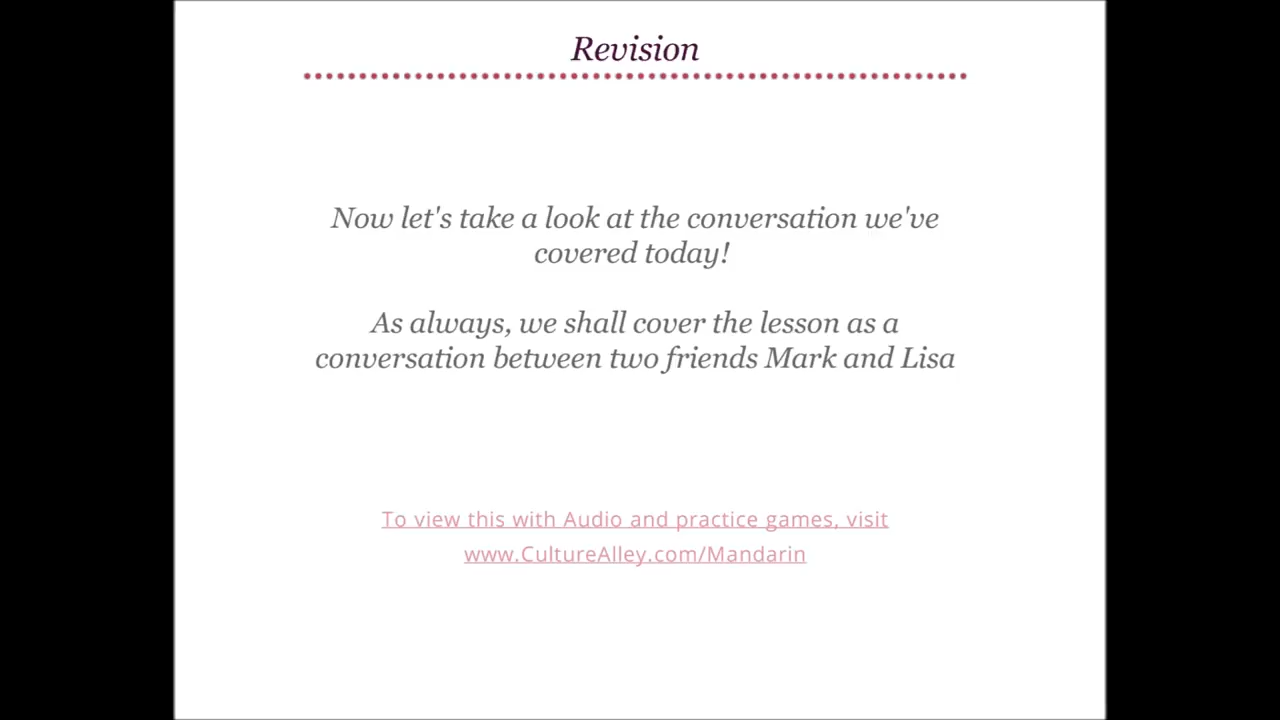 Revision
Now let's take a look at the conversation we've
covered today!
As always, we shall cover the lesson as a
conversation between two friends Mark and Lisa
To view this with Audio and practice games, visit
www.CultureAlley.com/Mandarin